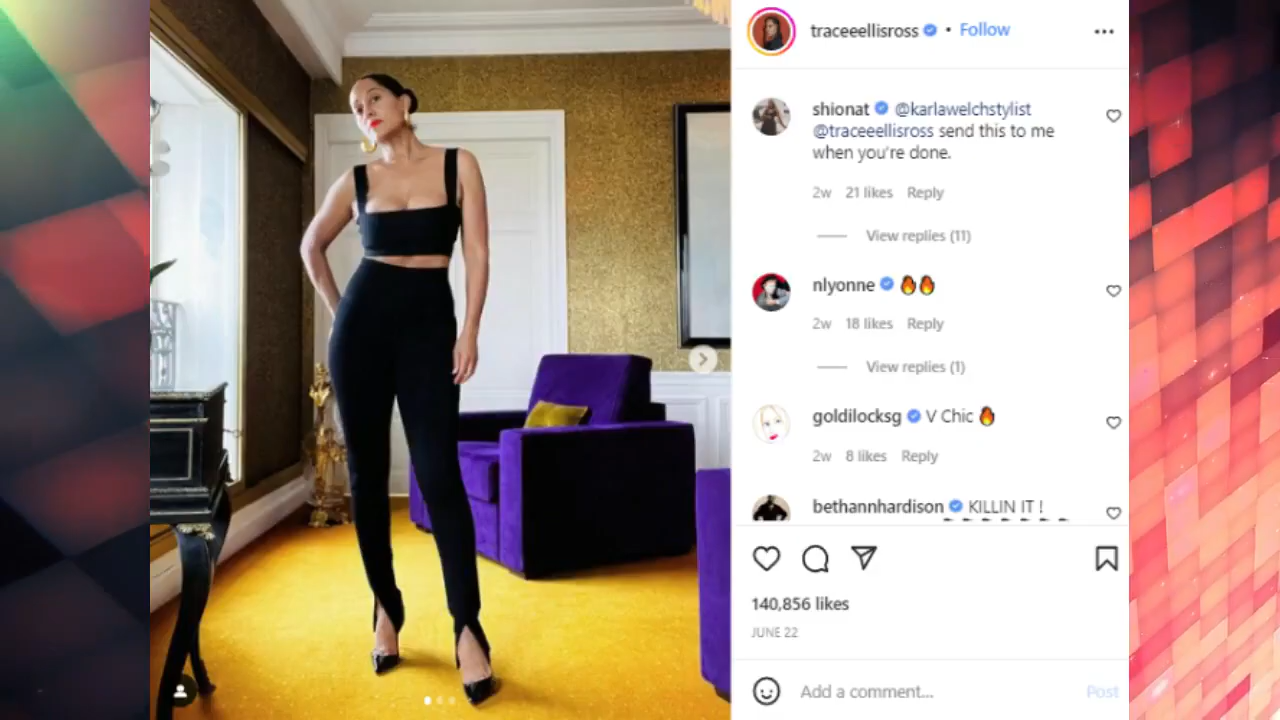 traceeellisross • Follow
shionat @karlawelchstylist
@traceeellisross send this to me
when you're done.
2w 21 likes Reply
View replies (11)
nlyonne 🔥🔥
2w 18 likes Reply
View replies (1)
goldilocksg V Chic 🔥
2w 8 likes Reply
bethannhardison KILLIN IT !
140,856 likes
JUNE 22
Add a comment...
Post